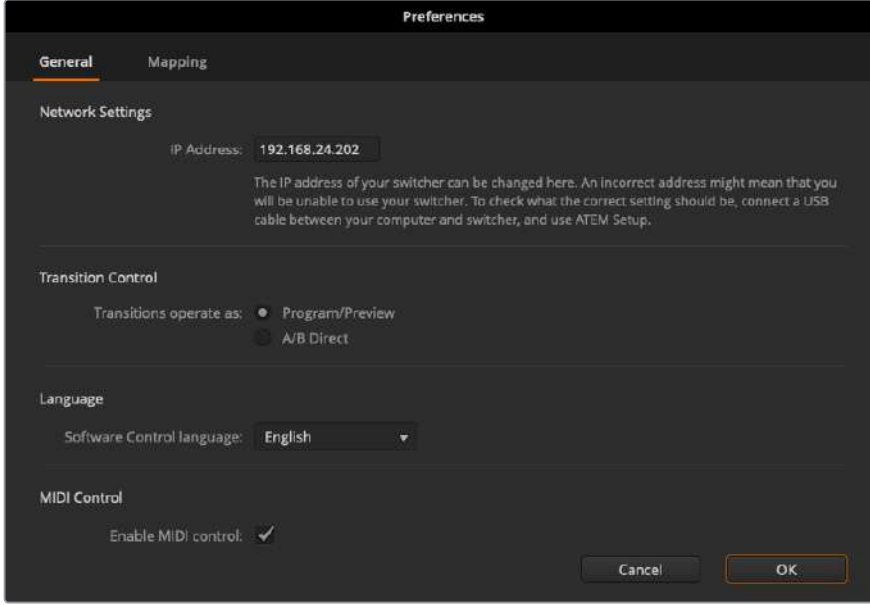 Preferences
General Mapping
Network Settings
IP Address: 192.168.24.202
The IP address of your switcher can be changed here. An incorrect address might mean that you
will be unable to use your switcher. To check what the correct setting should be, connect a USB
cable between your computer and switcher, and use ATEM Setup.
Transition Control
Transitions operate as: Program/Preview
A/B Direct
Language
Software Control language: English
MIDI Control
Enable MIDI control:
Cancel OK